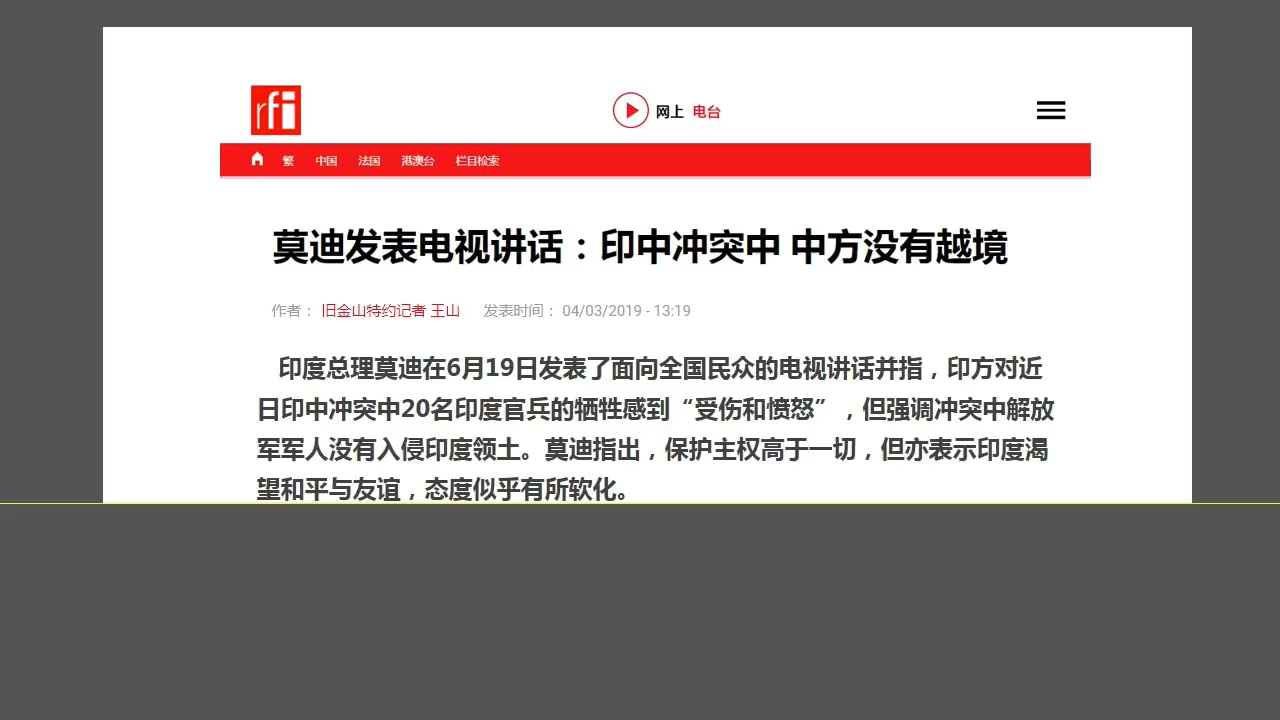 rfi
网上 电台
繁 中国 法国 港澳台 栏目检索
莫迪发表电视讲话：印中冲突中 中方没有越境
作者： 旧金山特约记者 王山 发表时间： 04/03/2019 - 13:19
印度总理莫迪在6月19日发表了面向全国民众的电视讲话并指，印方对近
日印中冲突中20名印度官兵的牺牲感到“受伤和愤怒”，但强调冲突中解放
军军人没有入侵印度领土。莫迪指出，保护主权高于一切，但亦表示印度渴
望和平与友谊，态度似乎有所软化。